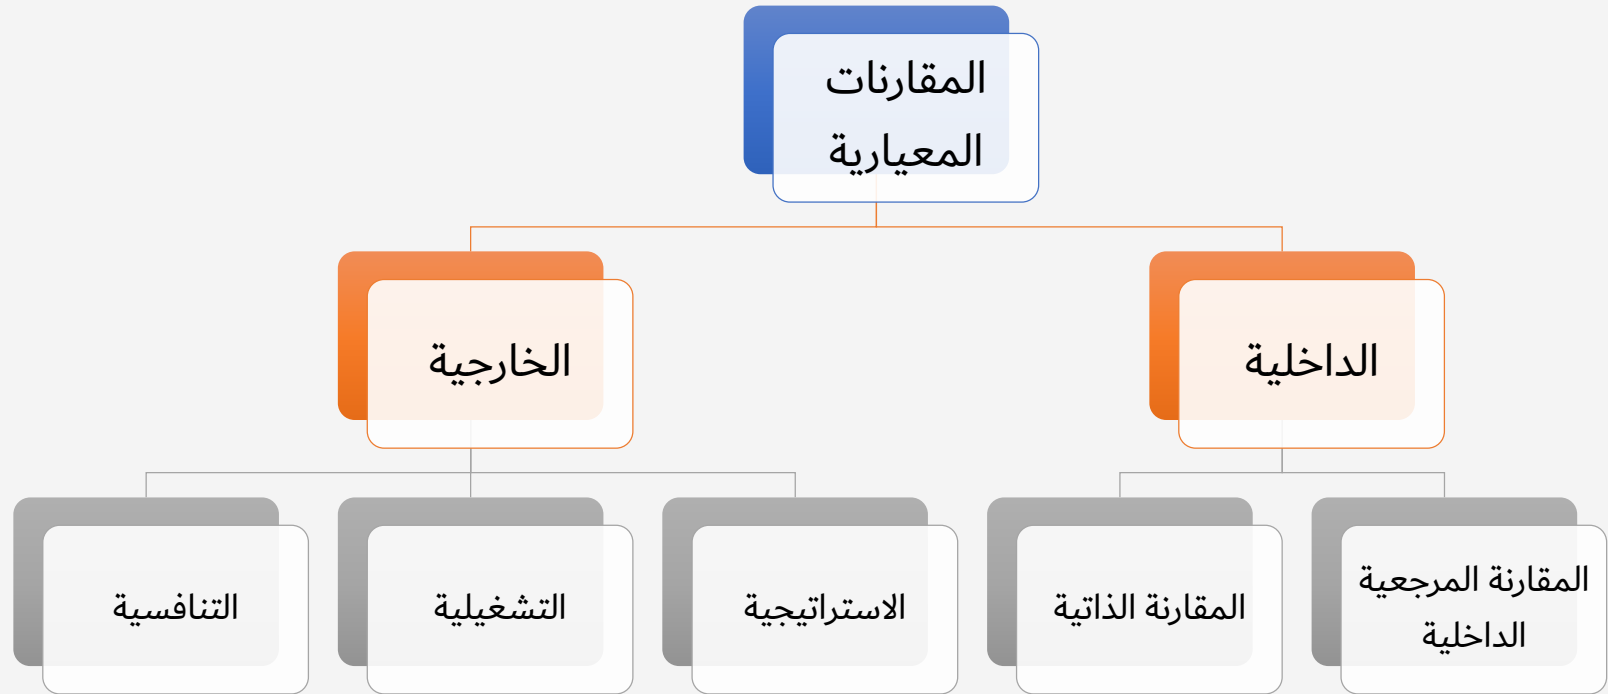 المقارنات
المعيارية
الداخلية
الخارجية
المقارنة المرجعية
الداخلية
المقارنة الذاتية
الاستراتيجية
التشغيلية
التنافسية